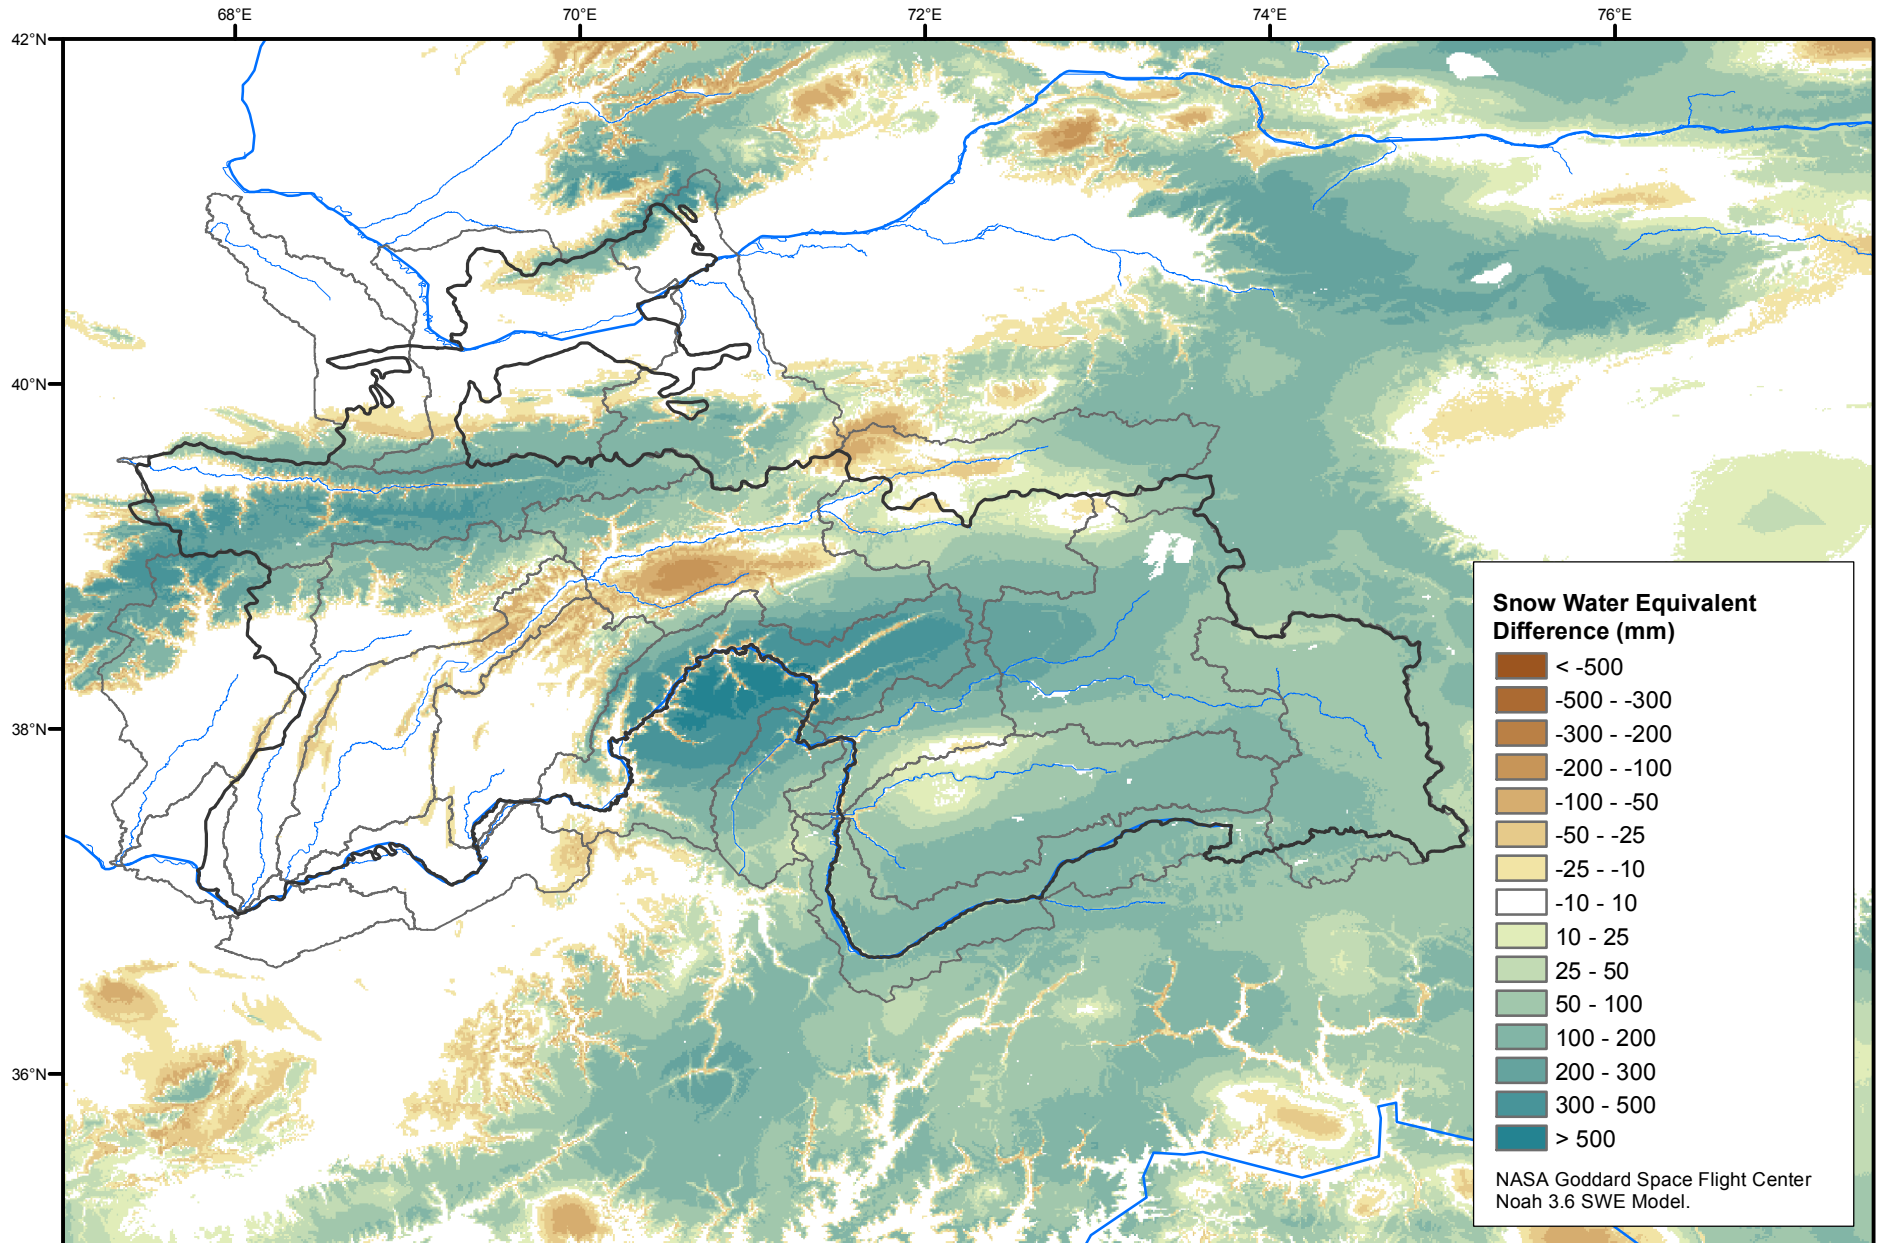 68°E
70°E
72°E
74°E
76°E
42°N
40°N
38°N
36°N
Snow Water Equivalent
Difference (mm)
< -500
-500 - -300
-300 - -200
-200 - -100
-100 - -50
-50 - -25
-25 - -10
-10 - 10
10 - 25
25 - 50
50 - 100
100 - 200
200 - 300
300 - 500
> 500
NASA Goddard Space Flight Center
Noah 3.6 SWE Model.